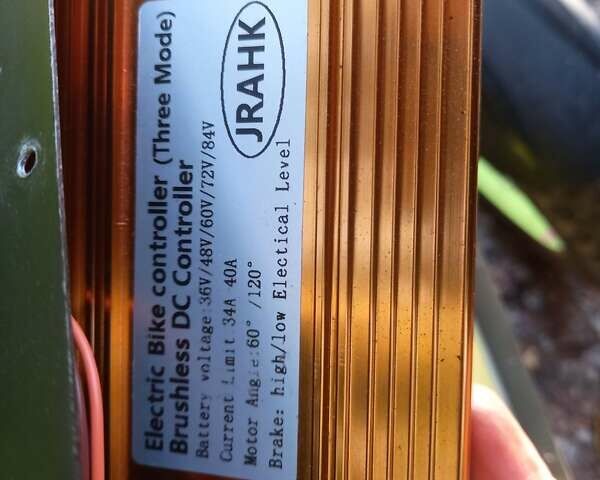 Electric Bike controller (Three Mode)
Brushless DC Controller
Battery voltage:36V/48V/60V/72V/84V
Current Limit 34A 40A
Motor Angle:60° /120°
Brake: high/low Electical Level
JRAHK